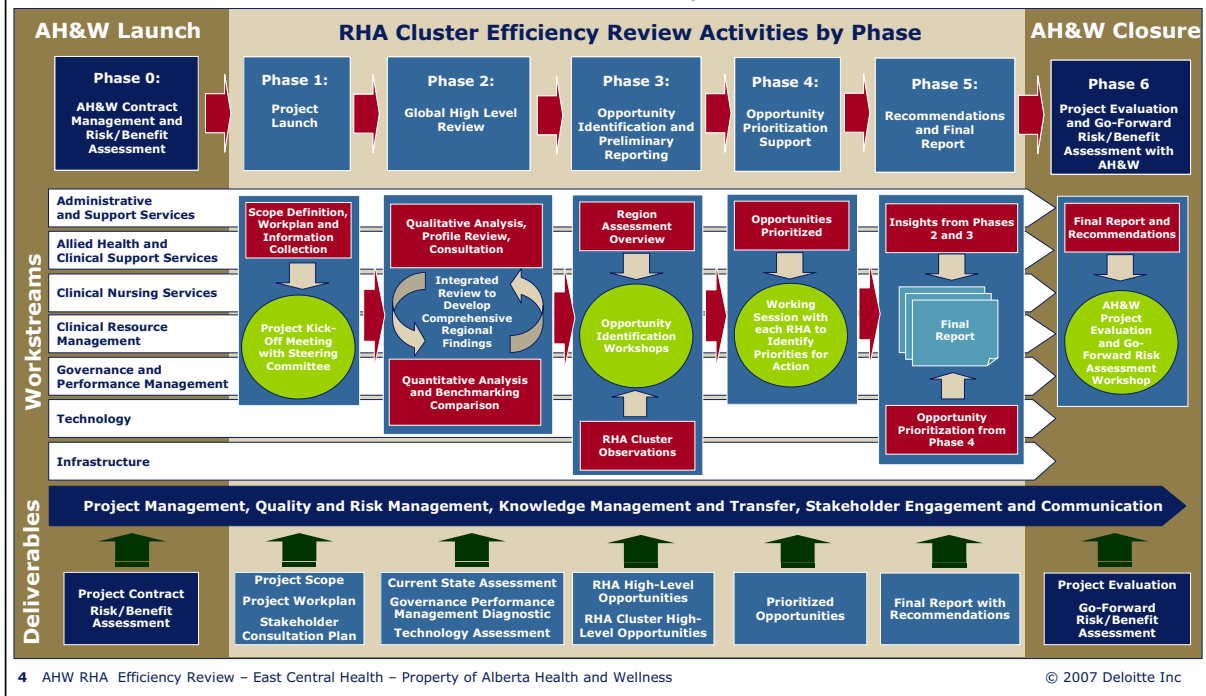 AH&W Launch
RHA Cluster Efficiency Review Activities by Phase
AH&W Closure
Phase 0:
AH&W Contract
Management and
Risk/Benefit
Assessment
Phase 1:
Project
Launch
Phase 2:
Global High Level
Review
Phase 3:
Opportunity
Identification and
Preliminary
Reporting
Phase 4:
Opportunity
Prioritization
Support
Phase 5:
Recommendations
and Final
Report
Phase 6
Project Evaluation
and Go-Forward
Risk/Benefit
Assessment with
AH&W
Workstreams
Administrative
and Support Services
Allied Health and
Clinical Support Services
Clinical Nursing Services
Clinical Resource
Management
Governance and
Performance Management
Technology
Infrastructure
Scope Definition,
Workplan and
Information
Collection
Project Kick-
Off Meeting
with Steering
Committee
Qualitative Analysis,
Profile Review,
Consultation
Integrated
Review to
Develop
Comprehensive
Regional
Findings
Quantitative Analysis
and Benchmarking
Comparison
Region
Assessment
Overview
Opportunity
Identification
Workshops
RHA Cluster
Observations
Opportunities
Prioritized
Working
Session with
each RHA to
Identify
Priorities for
Action
Insights from Phases
2 and 3
Final
Report
Opportunity
Prioritization from
Phase 4
Final Report and
Recommendations
AH&W
Project
Evaluation
and Go-
Forward Risk
Assessment
Workshop
Deliverables
Project Management, Quality and Risk Management, Knowledge Management and Transfer, Stakeholder Engagement and Communication
Project Contract
Risk/Benefit
Assessment
Project Scope
Project Workplan
Stakeholder
Consultation Plan
Current State Assessment
Governance Performance
Management Diagnostic
Technology Assessment
RHA High-Level
Opportunities
RHA Cluster High-
Level Opportunities
Prioritized
Opportunities
Final Report with
Recommendations
Project Evaluation
Go-Forward
Risk/Benefit
Assessment
4 AHW RHA Efficiency Review – East Central Health – Property of Alberta Health and Wellness
© 2007 Deloitte Inc